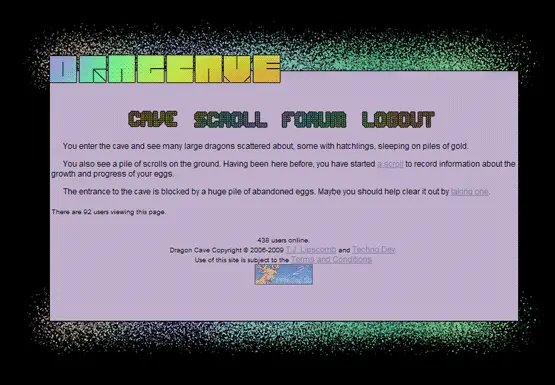 DRAGCAVE
CAVE SCROLL FORUM LOGOUT
You enter the cave and see many large dragons scattered about, some with hatchlings, sleeping on piles of gold.
You also see a pile of scrolls on the ground. Having been here before, you have started a scroll to record information about the
growth and progress of your eggs.
The entrance to the cave is blocked by a huge pile of abandoned eggs. Maybe you should help clear it out by taking one.
There are 92 users viewing this page.
438 users online.
Dragon Cave Copyright © 2006-2009 T.J. Lipscomb and Techno.Dev.
Use of this site is subject to the Terms and Conditions